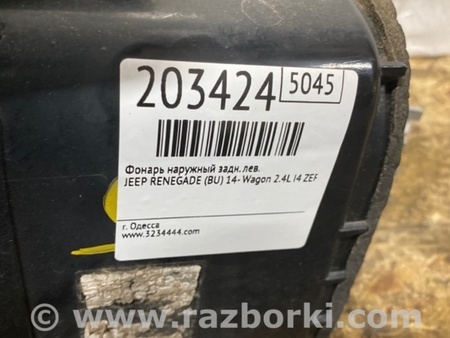 203424 5045
Фонарь наружный задн.лев.
JEEP RENEGADE (BU) 14- Wagon 2.4L I4 ZEF
г. Одесса
www.3234444.com
© www.razborki.com/